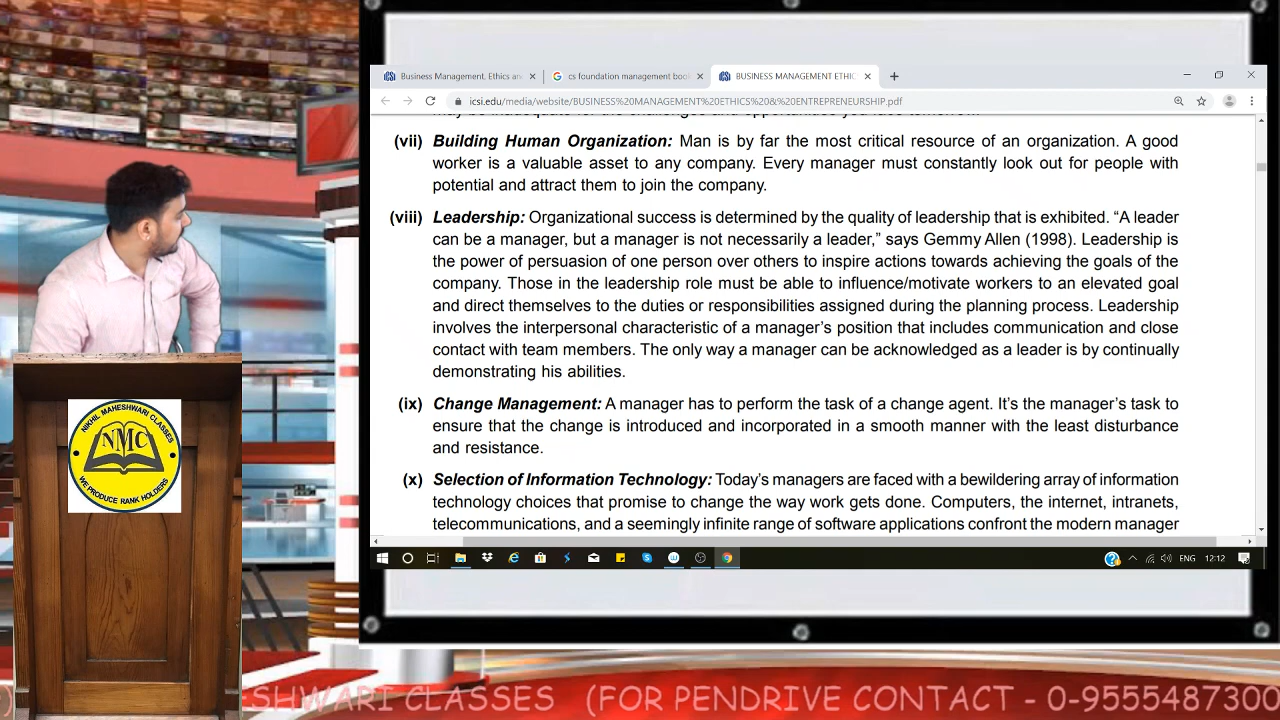 Business Management. Ethics an
cs foundation management book
BUSINESS MANAGEMENT ETHIC
icsi.edu/media/website/BUSINESS%20MANAGEMENT%20ETHICS%20&%20ENTREPRENEURSHIP.pdf
(vii) Building Human Organization: Man is by far the most critical resource of an organization. A good
worker is a valuable asset to any company. Every manager must constantly look out for people with
potential and attract them to join the company.
(viii) Leadership: Organizational success is determined by the quality of leadership that is exhibited. “A leader
can be a manager, but a manager is not necessarily a leader,” says Gemmy Allen (1998). Leadership is
the power of persuasion of one person over others to inspire actions towards achieving the goals of the
company. Those in the leadership role must be able to influence/motivate workers to an elevated goal
and direct themselves to the duties or responsibilities assigned during the planning process. Leadership
involves the interpersonal characteristic of a manager’s position that includes communication and close
contact with team members. The only way a manager can be acknowledged as a leader is by continually
demonstrating his abilities.
(ix) Change Management: A manager has to perform the task of a change agent. It’s the manager’s task to
ensure that the change is introduced and incorporated in a smooth manner with the least disturbance
and resistance.
(x) Selection of Information Technology: Today’s managers are faced with a bewildering array of information
technology choices that promise to change the way work gets done. Computers, the internet, intranets,
telecommunications, and a seemingly infinite range of software applications confront the modern manager
ENG 12:12
NIKHIL MAHESHWARI CLASSES
NMC
WE PRODUCE RANK HOLDERS
SHWARI CLASSES (FOR PENDRIVE CONTACT - 0-9555487300